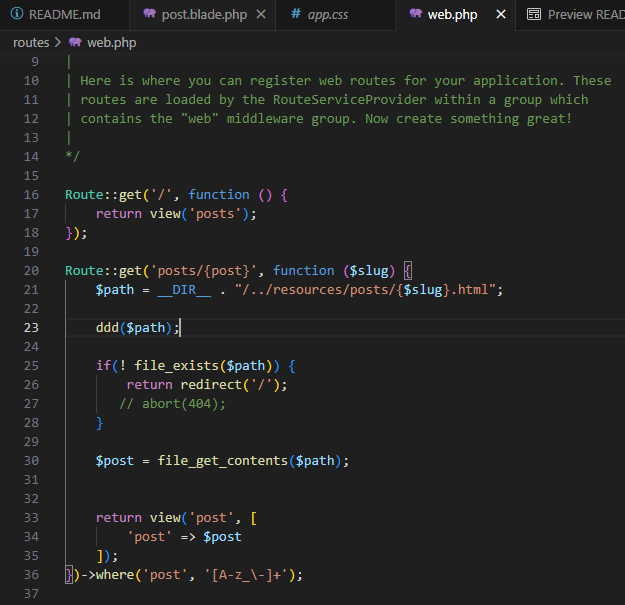 README.md post.blade.php # app.css web.php Preview READ
routes > web.php
9 |
10 | Here is where you can register web routes for your application. These
11 | routes are loaded by the RouteServiceProvider within a group which
12 | contains the "web" middleware group. Now create something great!
13 |
14 */
15
16 Route::get('/', function () {
17     return view('posts');
18 });
19
20 Route::get('posts/{post}', function ($slug) {
21     $path = __DIR__ . "/../resources/posts/{$slug}.html";
22
23     ddd($path);
24
25     if(! file_exists($path)) {
26         return redirect('/');
27        // abort(404);
28     }
29
30     $post = file_get_contents($path);
31
32
33     return view('post', [
34         'post' => $post
35     ]);
36 })->where('post', '[A-z_\-]+');
37